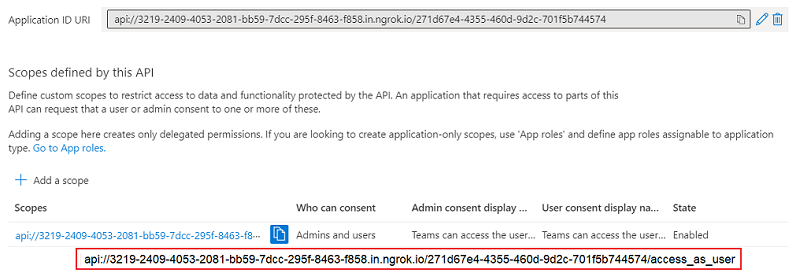 Application ID URI api://3219-2409-4053-2081-bb59-7dcc-295f-8463-f858.in.ngrok.io/271d67e4-4355-460d-9d2c-701f5b744574
Scopes defined by this API
Define custom scopes to restrict access to data and functionality protected by the API. An application that requires access to parts of this
API can request that a user or admin consent to one or more of these.
Adding a scope here creates only delegated permissions. If you are looking to create application-only scopes, use 'App roles' and define app roles assignable to application
type. Go to App roles.
Add a scope
Scopes Who can consent Admin consent display ... User consent display na... State
api://3219-2409-4053-2081-bb59-7dcc-295f-8463-f8... Admins and users Teams can access the user... Teams can access the user... Enabled
api://3219-2409-4053-2081-bb59-7dcc-295f-8463-f858.in.ngrok.io/271d67e4-4355-460d-9d2c-701f5b744574/access_as_user